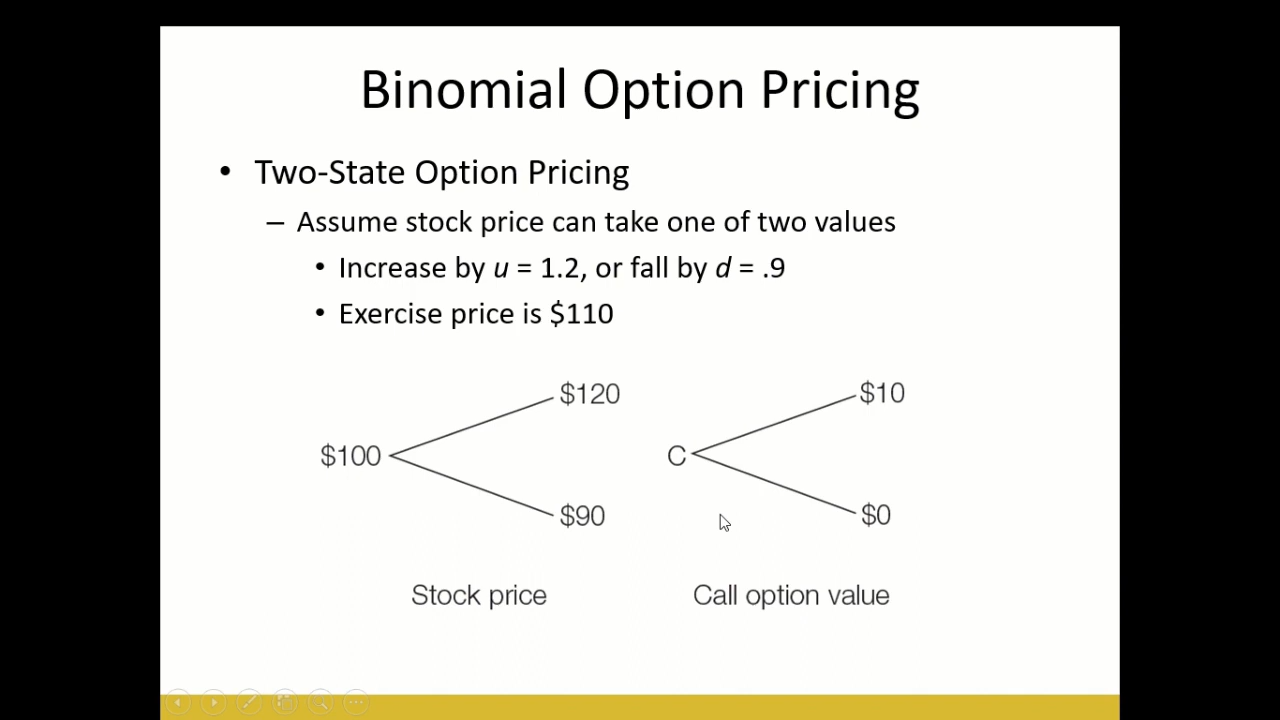 Binomial Option Pricing
• Two-State Option Pricing
– Assume stock price can take one of two values
• Increase by u = 1.2, or fall by d = .9
• Exercise price is $110
$120
$100
$90
Stock price
$10
C
$0
Call option value